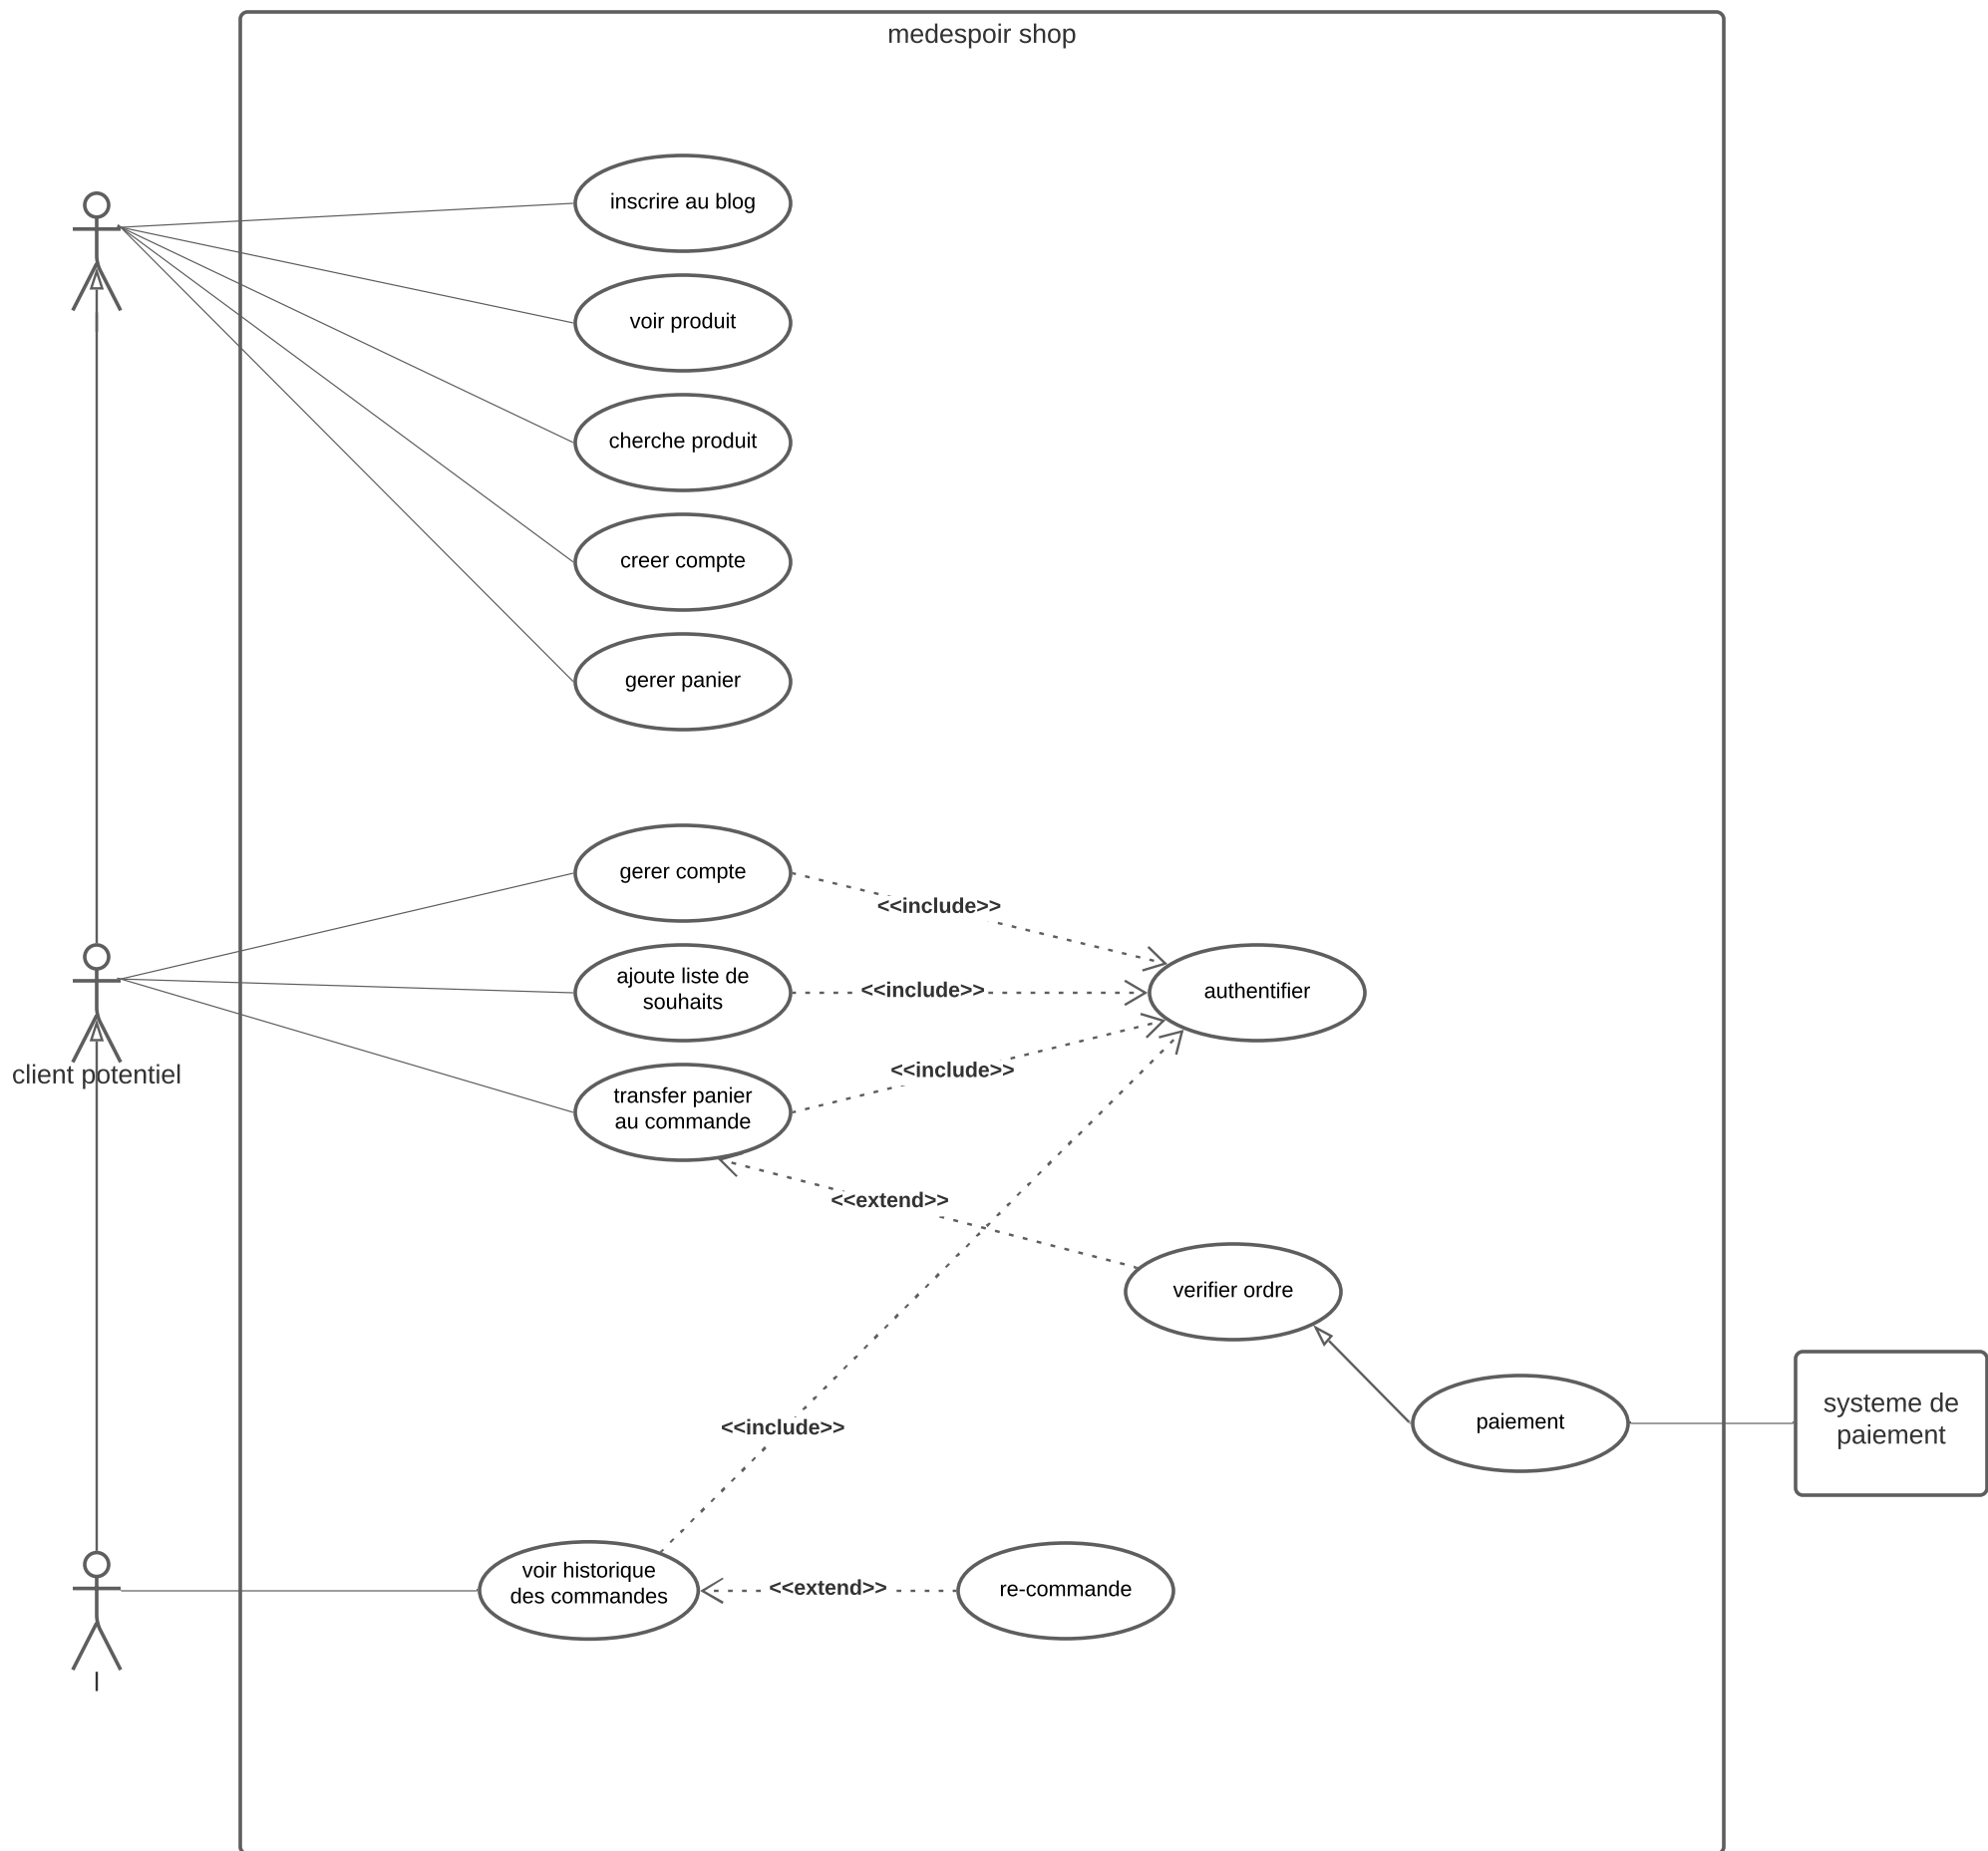 medespoir shop
inscrire au blog
voir produit
cherche produit
creer compte
gerer panier
gerer compte
<<include>>
ajoute liste de
souhaits
<<include>>
authentifier
client potentiel
transfer panier
au commande
<<include>>
<<extend>>
verifier ordre
paiement
systeme de
paiement
<<include>>
voir historique
des commandes
<<extend>>
re-commande